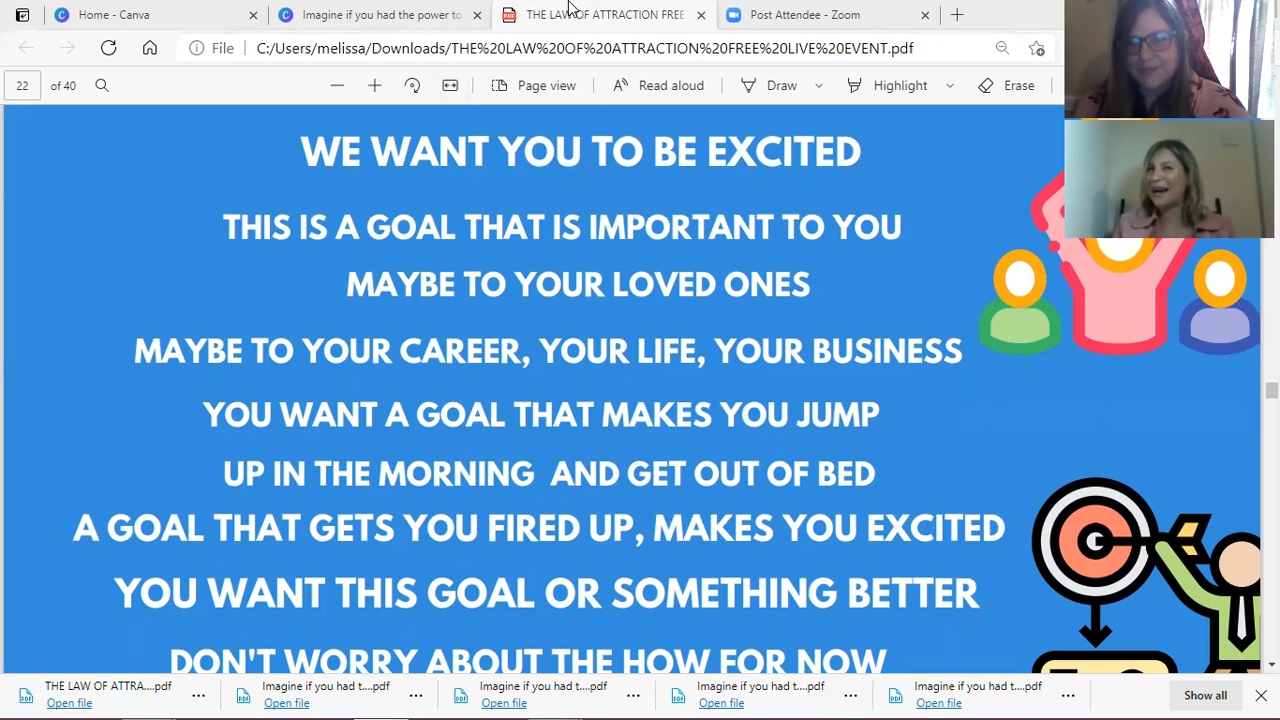 Home - Canva
Imagine if you had the power to
THE LAW OF ATTRACTION FREE
Post Attendee - Zoom
File
C:/Users/melissa/Downloads/THE%20LAW%20OF%20ATTRACTION%20FREE%20LIVE%20EVENT.pdf
22 of 40
Page view
Read aloud
Draw
Highlight
Erase
WE WANT YOU TO BE EXCITED
THIS IS A GOAL THAT IS IMPORTANT TO YOU
MAYBE TO YOUR LOVED ONES
MAYBE TO YOUR CAREER, YOUR LIFE, YOUR BUSINESS
YOU WANT A GOAL THAT MAKES YOU JUMP
UP IN THE MORNING AND GET OUT OF BED
A GOAL THAT GETS YOU FIRED UP, MAKES YOU EXCITED
YOU WANT THIS GOAL OR SOMETHING BETTER
DON'T WORRY ABOUT THE HOW FOR NOW
THE LAW OF ATTRA....pdf
Open file
Imagine if you had t....pdf
Open file
Imagine if you had t....pdf
Open file
Imagine if you had t....pdf
Open file
Imagine if you had t....pdf
Open file
Show all